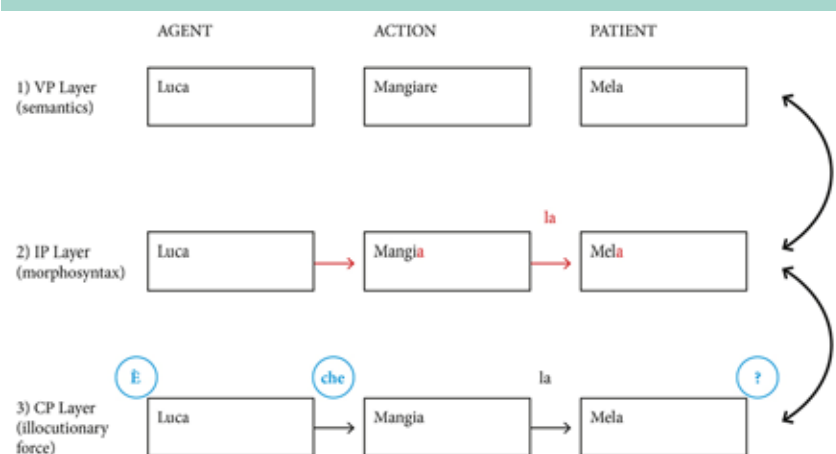 AGENT ACTION PATIENT
1) VP Layer
(semantics)
Luca Mangiare Mela
la
2) IP Layer
(morphosyntax)
Luca Mangia Mela
È che la ?
3) CP Layer
(illocutionary
force)
Luca Mangia Mela